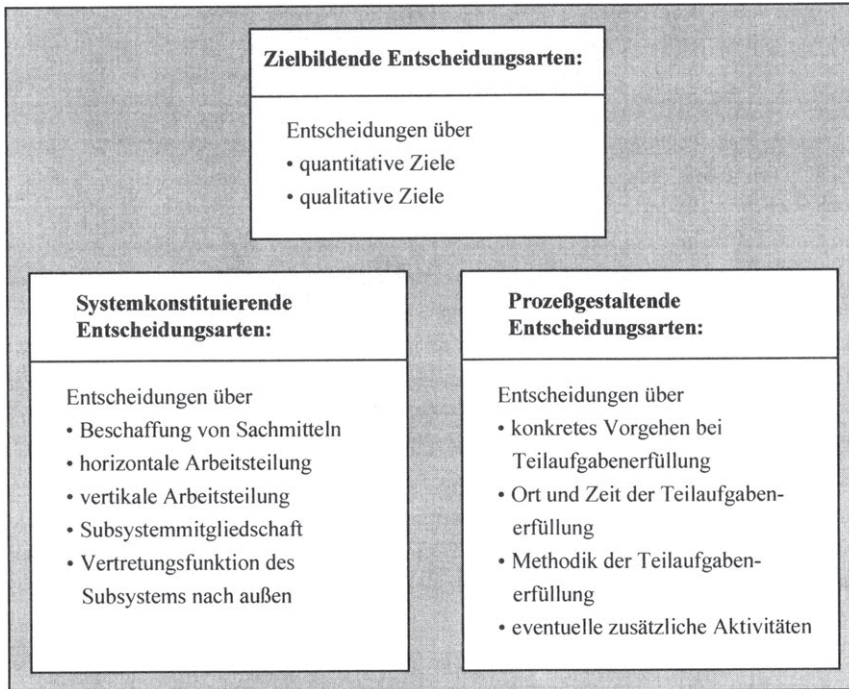 Zielbildende Entscheidungsarten:
Entscheidungen über
• quantitative Ziele
• qualitative Ziele
Systemkonstituierende
Entscheidungsarten:
Entscheidungen über
• Beschaffung von Sachmitteln
• horizontale Arbeitsteilung
• vertikale Arbeitsteilung
• Subsystemmitgliedschaft
• Vertretungsfunktion des
Subsystems nach außen
Prozeßgestaltende
Entscheidungsarten:
Entscheidungen über
• konkretes Vorgehen bei
Teilaufgabenerfüllung
• Ort und Zeit der Teilaufgaben-
erfüllung
• Methodik der Teilaufgaben-
erfüllung
• eventuelle zusätzliche Aktivitäten